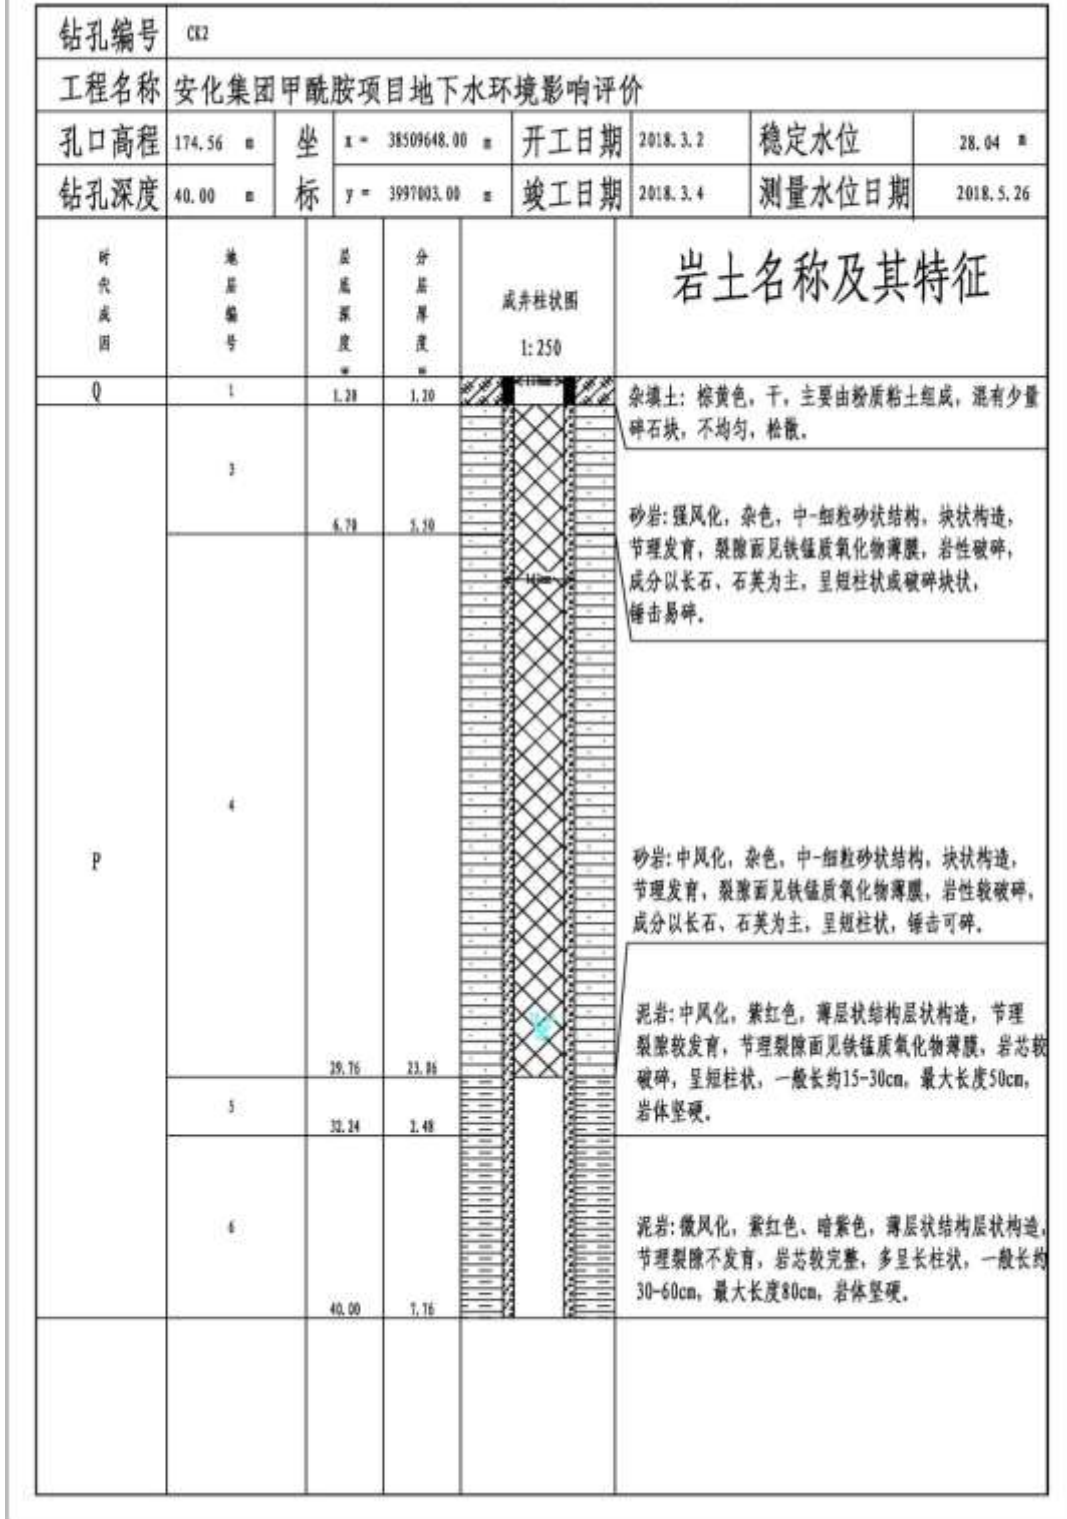 钻孔编号 CK2
工程名称 安化集团甲酰胺项目地下水环境影响评价
孔口高程 174.56 m 坐 x = 38509648.00 m 开工日期 2018.3.2 稳定水位 28.04 m
钻孔深度 40.00 m 标 y = 3997003.00 m 竣工日期 2018.3.4 测量水位日期 2018.5.26
时代成因 地层编号 层底深度 m 分层厚度 m 成井柱状图 1:250 岩土名称及其特征
Q 1 1.20 1.20
杂填土: 棕黄色, 干, 主要由粉质粘土组成, 混有少量
碎石块, 不均匀, 松散。
3
6.70 5.50
砂岩: 强风化, 杂色, 中-细粒砂状结构, 块状构造,
节理发育, 裂隙面见铁锰质氧化物薄膜, 岩性破碎,
成分以长石、石英为主, 呈短柱状或破碎块状,
锤击易碎。
4
P
砂岩: 中风化, 杂色, 中-细粒砂状结构, 块状构造,
节理发育, 裂隙面见铁锰质氧化物薄膜, 岩性较破碎,
成分以长石、石英为主, 呈短柱状, 锤击可碎。
29.76 23.06
泥岩: 中风化, 紫红色, 薄层状结构层状构造, 节理
裂隙较发育, 节理裂隙面见铁锰质氧化物薄膜, 岩芯较
破碎, 呈短柱状, 一般长约15-30cm, 最大长度50cm,
岩体坚硬。
5
32.24 2.48
6
泥岩: 微风化, 紫红色、暗紫色, 薄层状结构层状构造,
节理裂隙不发育, 岩芯较完整, 多呈长柱状, 一般长约
30-60cm, 最大长度80cm, 岩体坚硬。
40.00 7.76